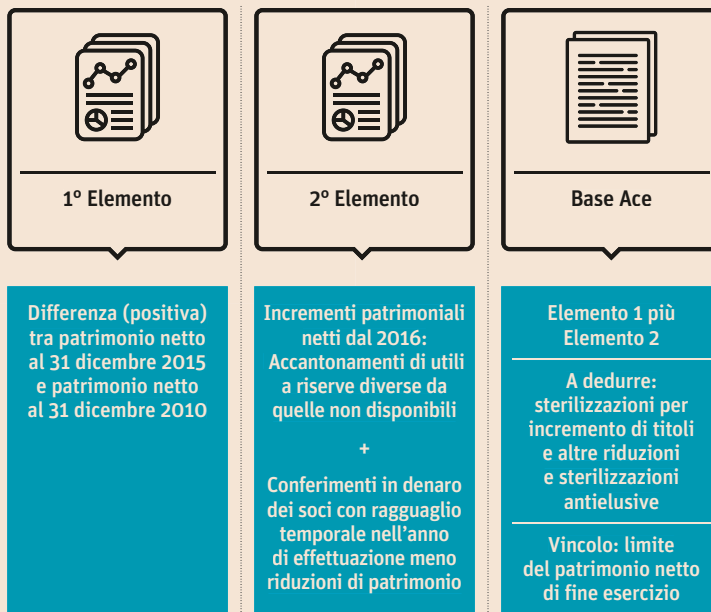 1° Elemento
Differenza (positiva)
tra patrimonio netto
al 31 dicembre 2015
e patrimonio netto
al 31 dicembre 2010
2° Elemento
Incrementi patrimoniali
netti dal 2016:
Accantonamenti di utili
a riserve diverse da
quelle non disponibili
+
Conferimenti in denaro
dei soci con ragguaglio
temporale nell'anno
di effettuazione meno
riduzioni di patrimonio
Base Ace
Elemento 1 più
Elemento 2
A dedurre:
sterilizzazioni per
incremento di titoli
e altre riduzioni
e sterilizzazioni
antielusive
Vincolo: limite
del patrimonio netto
di fine esercizio